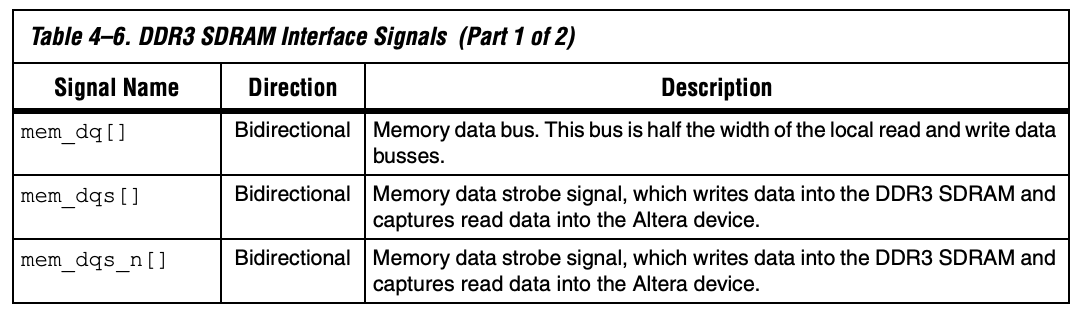 Table 4–6. DDR3 SDRAM Interface Signals (Part 1 of 2)
Signal Name Direction Description
mem_dq[] Bidirectional Memory data bus. This bus is half the width of the local read and write data
busses.
mem_dqs[] Bidirectional Memory data strobe signal, which writes data into the DDR3 SDRAM and
captures read data into the Altera device.
mem_dqs_n[] Bidirectional Memory data strobe signal, which writes data into the DDR3 SDRAM and
captures read data into the Altera device.